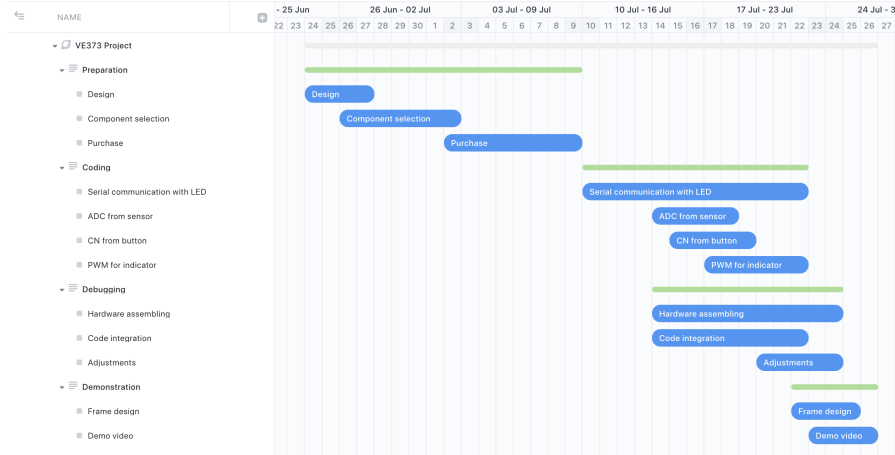 - 25 Jun 26 Jun - 02 Jul 03 Jul - 09 Jul 10 Jul - 16 Jul 17 Jul - 23 Jul 24 Jul - 3
NAME
22 23 24 25 26 27 28 29 30 1 2 3 4 5 6 7 8 9 10 11 12 13 14 15 16 17 18 19 20 21 22 23 24 25 26 27
VE373 Project
Preparation
Design Design
Component selection Component selection
Purchase Purchase
Coding
Serial communication with LED Serial communication with LED
ADC from sensor ADC from sensor
CN from button CN from button
PWM for indicator PWM for indicator
Debugging
Hardware assembling Hardware assembling
Code integration Code integration
Adjustments Adjustments
Demonstration
Frame design Frame design
Demo video Demo video